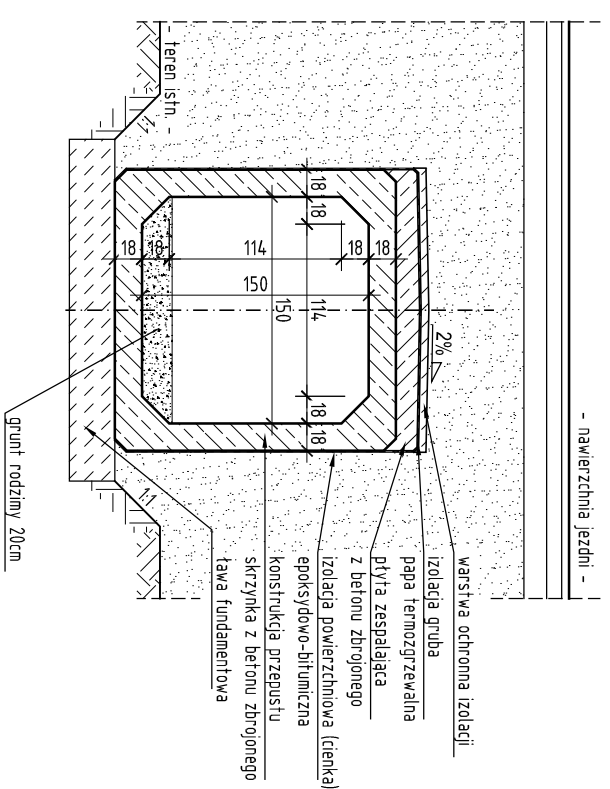 - nawierzchnia jezdni -
warstwa ochronna izolacji
izolacja gruba
papa termozgrzewalna
płyta zespalająca
z betonu zbrojonego
izolacja powierzchniowa (cienka)
epoksydowo-bitumiczna
konstrukcja przepustu
skrzynka z betonu zbrojonego
ława fundamentowa
grunt rodzimy 20cm
- teren istn. -
2%
18
18
114
18
18
150
18
18
114
18
18
150
1:1
1:1